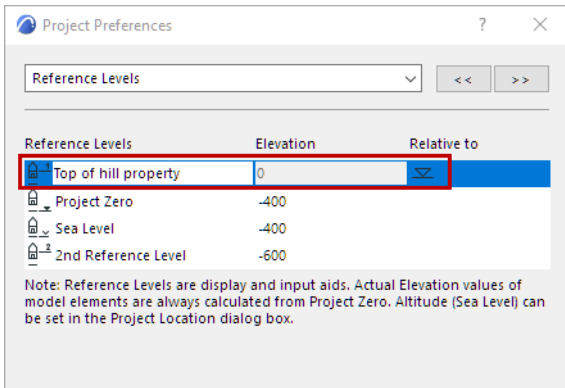 Project Preferences ?
Reference Levels << >>
Reference Levels Elevation Relative to
1 Top of hill property 0
Project Zero -400
Sea Level -400
2 2nd Reference Level -600
Note: Reference Levels are display and input aids. Actual Elevation values of
model elements are always calculated from Project Zero. Altitude (Sea Level) can
be set in the Project Location dialog box.